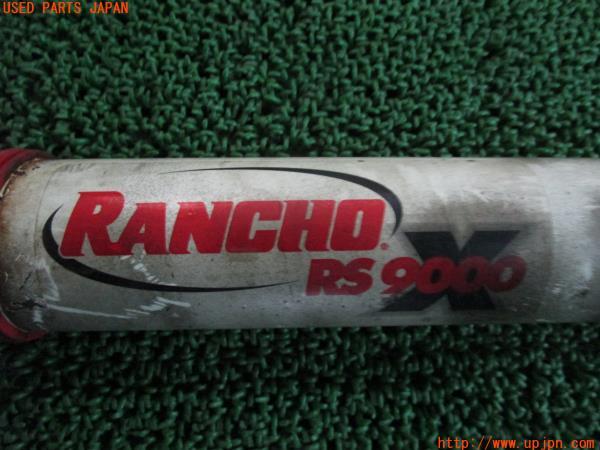 USED PARTS JAPAN
RANCHO®
RS 9000 X
http://www.upjpn.com